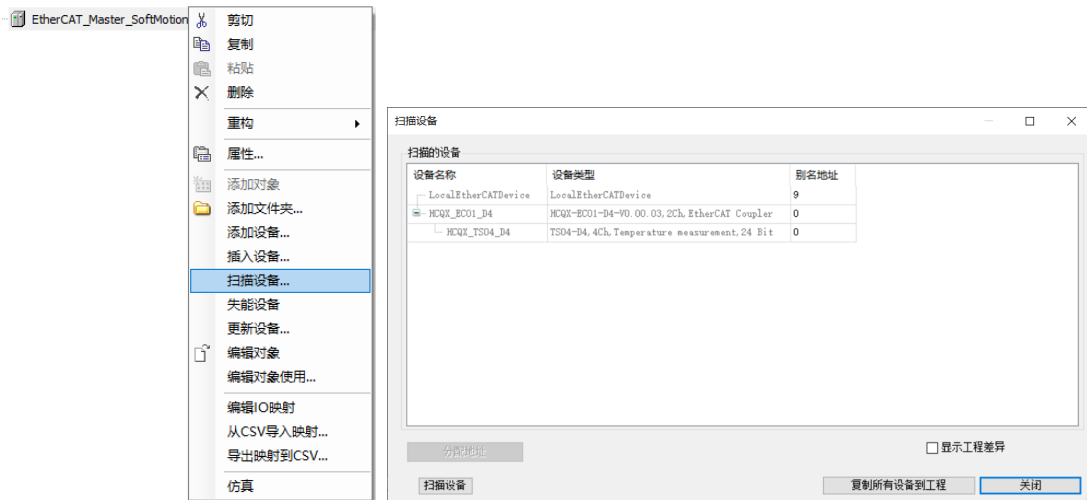 EtherCAT_Master_SoftMotion
剪切
复制
粘贴
删除
重构
属性...
添加对象
添加文件夹...
添加设备...
插入设备...
扫描设备...
失能设备
更新设备...
编辑对象
编辑对象使用...
编辑IO映射
从CSV导入映射...
导出映射到CSV...
仿真
扫描设备
扫描的设备
设备名称 设备类型 别名地址
LocalEtherCATDevice LocalEtherCATDevice 9
HCQX_EC01_D4 HCQX-EC01-D4-V0.00.03,2Ch,EtherCAT Coupler 0
HCQX_TS04_D4 TS04-D4,4Ch,Temperature measurement,24 Bit 0
分配地址 显示工程差异
扫描设备 复制所有设备到工程 关闭